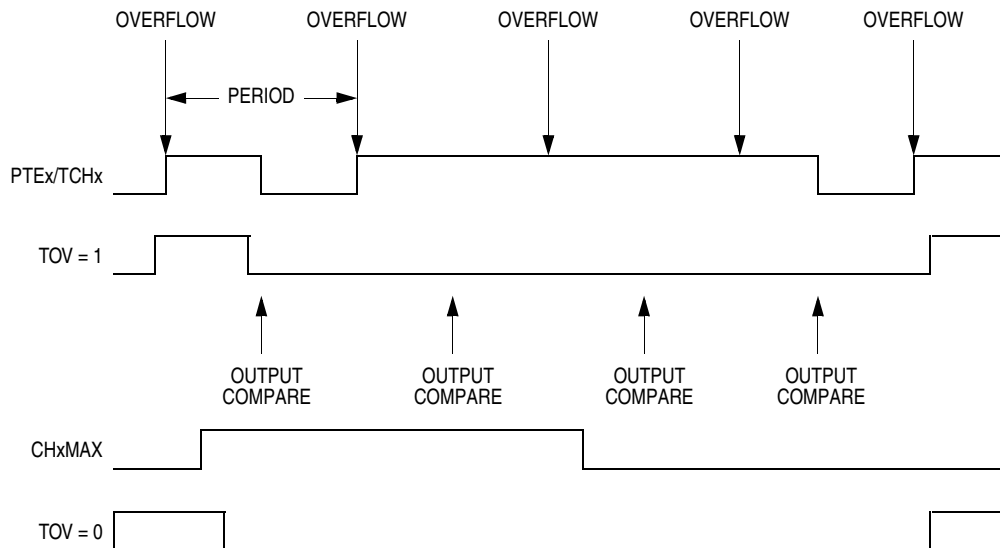 OVERFLOW OVERFLOW OVERFLOW OVERFLOW OVERFLOW
PERIOD
PTEx/TCHx
TOV = 1
OUTPUT COMPARE
OUTPUT COMPARE
OUTPUT COMPARE
OUTPUT COMPARE
CHxMAX
TOV = 0